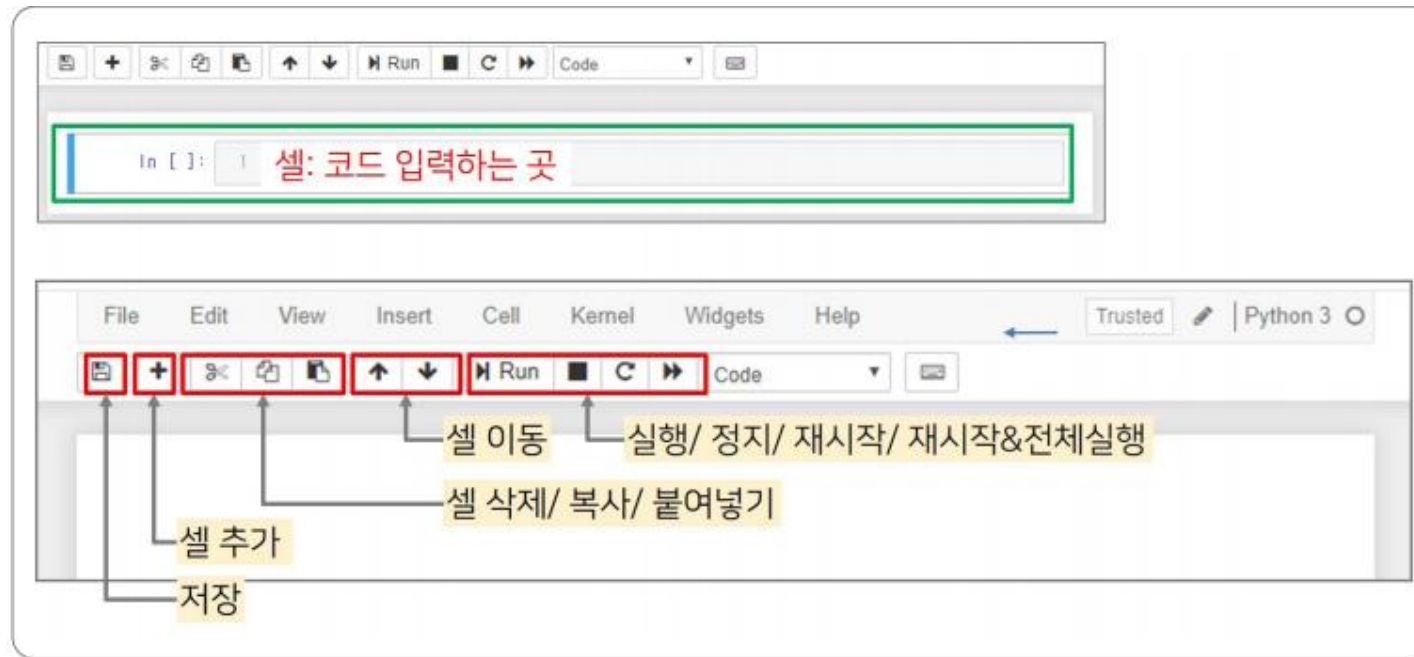 Run Code
In [ ]: 1 셀: 코드 입력하는 곳
File Edit View Insert Cell Kernel Widgets Help Trusted Python 3
Run Code
셀 이동 실행/ 정지/ 재시작/ 재시작&전체실행
셀 삭제/ 복사/ 붙여넣기
셀 추가
저장